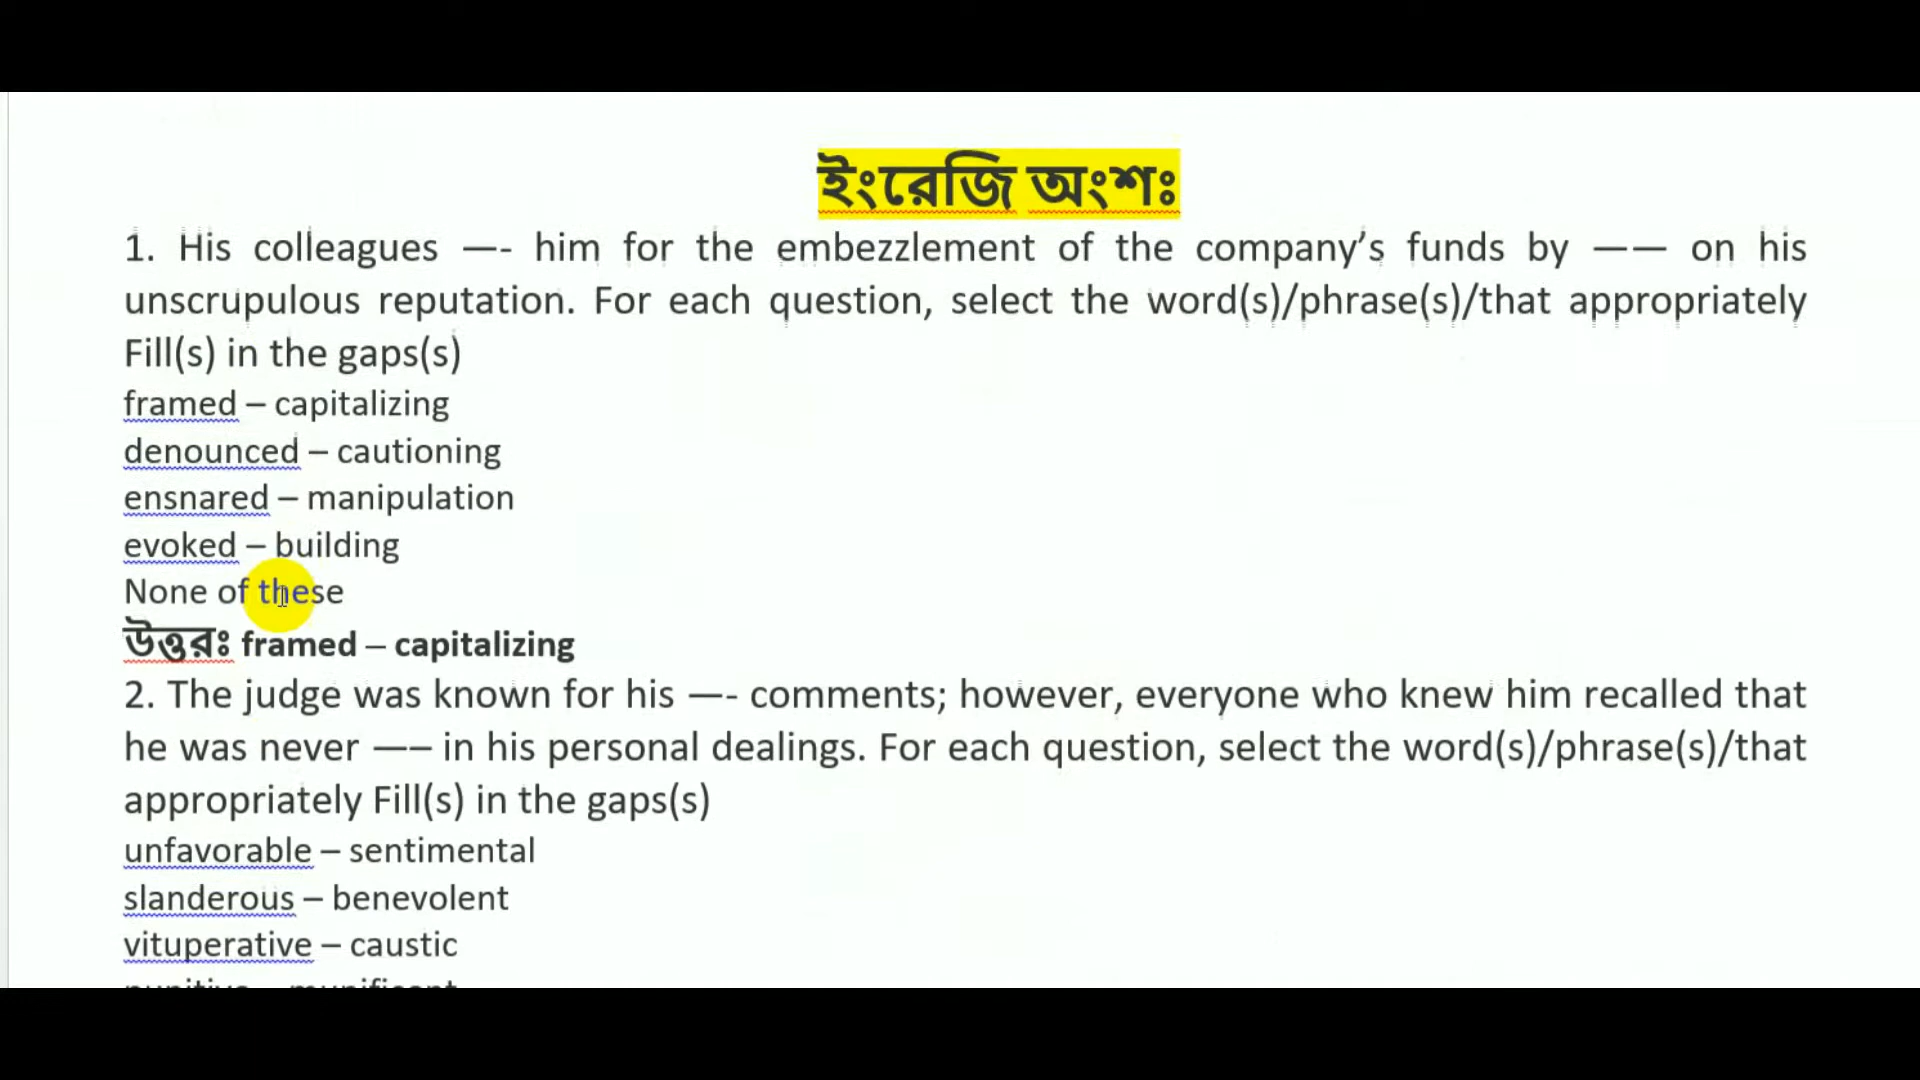 ইংরেজি অংশঃ
1. His colleagues —- him for the embezzlement of the company’s funds by —— on his
unscrupulous reputation. For each question, select the word(s)/phrase(s)/that appropriately
Fill(s) in the gaps(s)
framed – capitalizing
denounced – cautioning
ensnared – manipulation
evoked – building
None of these
উত্তরঃ framed – capitalizing
2. The judge was known for his —- comments; however, everyone who knew him recalled that
he was never —– in his personal dealings. For each question, select the word(s)/phrase(s)/that
appropriately Fill(s) in the gaps(s)
unfavorable – sentimental
slanderous – benevolent
vituperative – caustic